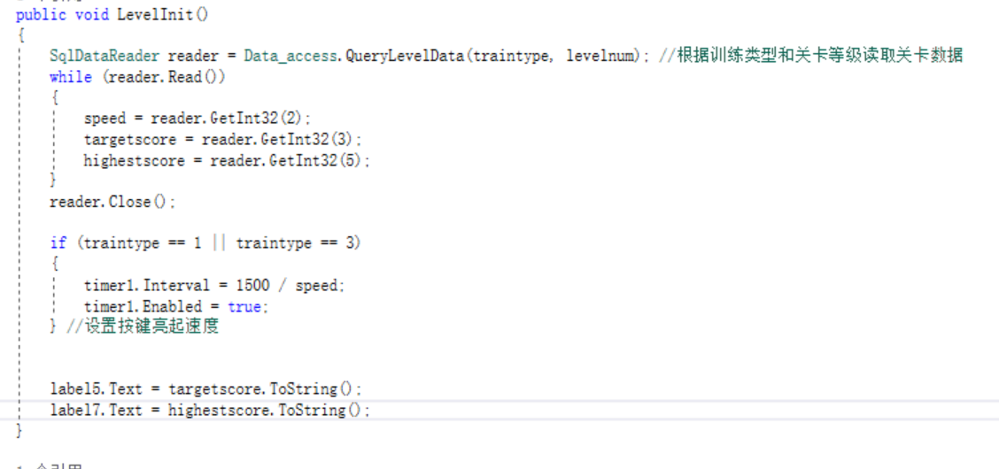 public void LevelInit()
{
SqlDataReader reader = Data_access.QueryLevelData(traintype, levelnum); //根据训练类型和关卡等级读取关卡数据
while (reader.Read())
{
speed = reader.GetInt32(2);
targetscore = reader.GetInt32(3);
highestscore = reader.GetInt32(5);
}
reader.Close();
if (traintype == 1 || traintype == 3)
{
timer1.Interval = 1500 / speed;
timer1.Enabled = true;
} //设置按键亮起速度
label5.Text = targetscore.ToString();
label7.Text = highestscore.ToString();
}